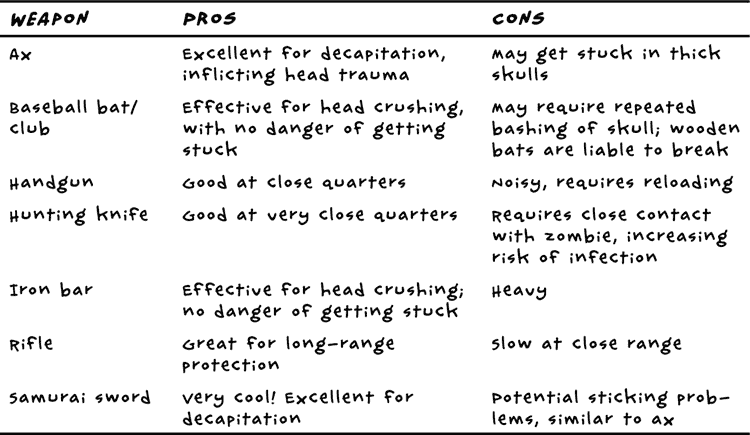 WEAPON PROS CONS
Ax Excellent for decapitation, May get stuck in thick
inflicting head trauma skulls
Baseball bat/ Effective for head crushing, May require repeated
club with no danger of getting bashing of skull; wooden
stuck bats are liable to break
Handgun Good at close quarters Noisy, requires reloading
Hunting knife Good at very close quarters Requires close contact
with zombie, increasing
risk of infection
Iron bar Effective for head crushing; Heavy
no danger of getting stuck
Rifle Great for long-range Slow at close range
protection
Samurai sword Very cool! Excellent for Potential sticking prob-
decapitation lems, similar to ax